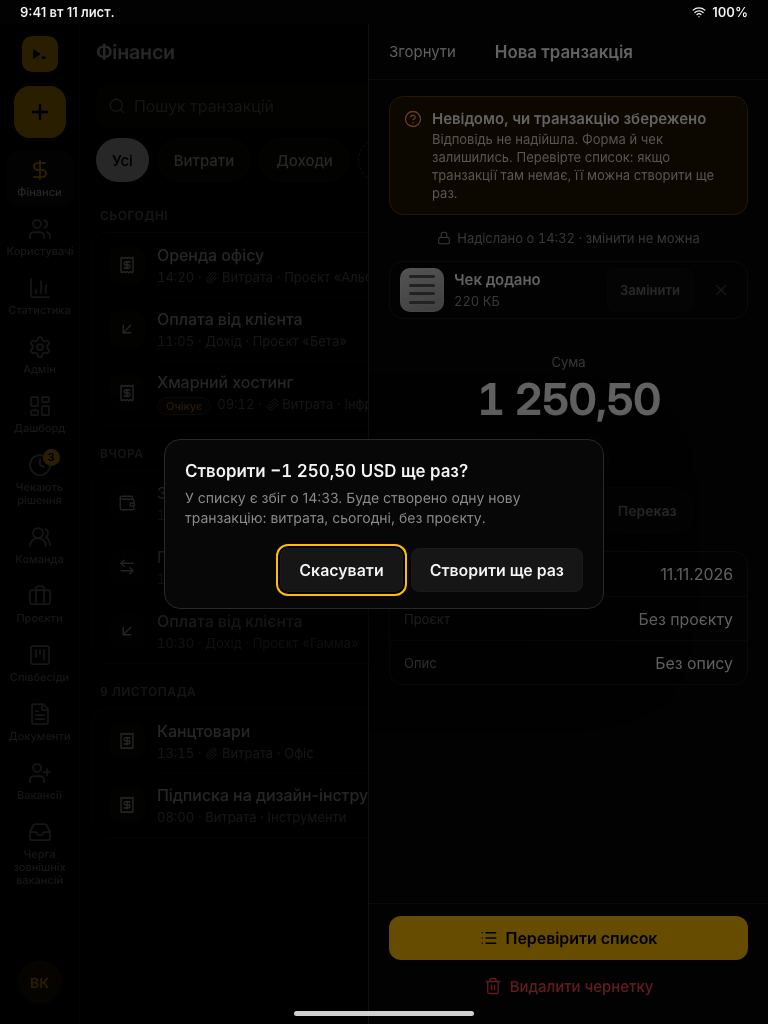 9:41 вт 11 лист.
100%
Фінанси
Згорнути
Нова транзакція
Пошук транзакцій
Усі
Витрати
Доходи
Невідомо, чи транзакцію збережено
Відповідь не надійшла. Форма й чек
залишились. Перевірте список: якщо
транзакції там немає, її можна створити ще
раз.
Надіслано о 14:32 · змінити не можна
Чек додано
220 КБ
Замінити
Сума
1 250,50
Переказ
11.11.2026
Проєкт
Без проєкту
Опис
Без опису
Фінанси
Користувачі
Статистика
Адмін
Дашборд
3
Чекають
рішення
Команда
Проєкти
Співбесіди
Документи
Вакансії
Черга
зовнішніх
вакансій
ВК
СЬОГОДНІ
Оренда офісу
14:20 · Витрата · Проєкт «Аль
Оплата від клієнта
11:05 · Дохід · Проєкт «Бета»
Хмарний хостинг
Очікує 09:12 · Витрата · Інфр
ВЧОРА
Створити −1 250,50 USD ще раз?
У списку є збіг о 14:33. Буде створено одну нову
транзакцію: витрата, сьогодні, без проєкту.
Скасувати
Створити ще раз
Оплата від клієнта
10:30 · Дохід · Проєкт «Гамма»
9 ЛИСТОПАДА
Канцтовари
13:15 · Витрата · Офіс
Підписка на дизайн-інстру
08:00 · Витрата · Інструменти
Перевірити список
Видалити чернетку